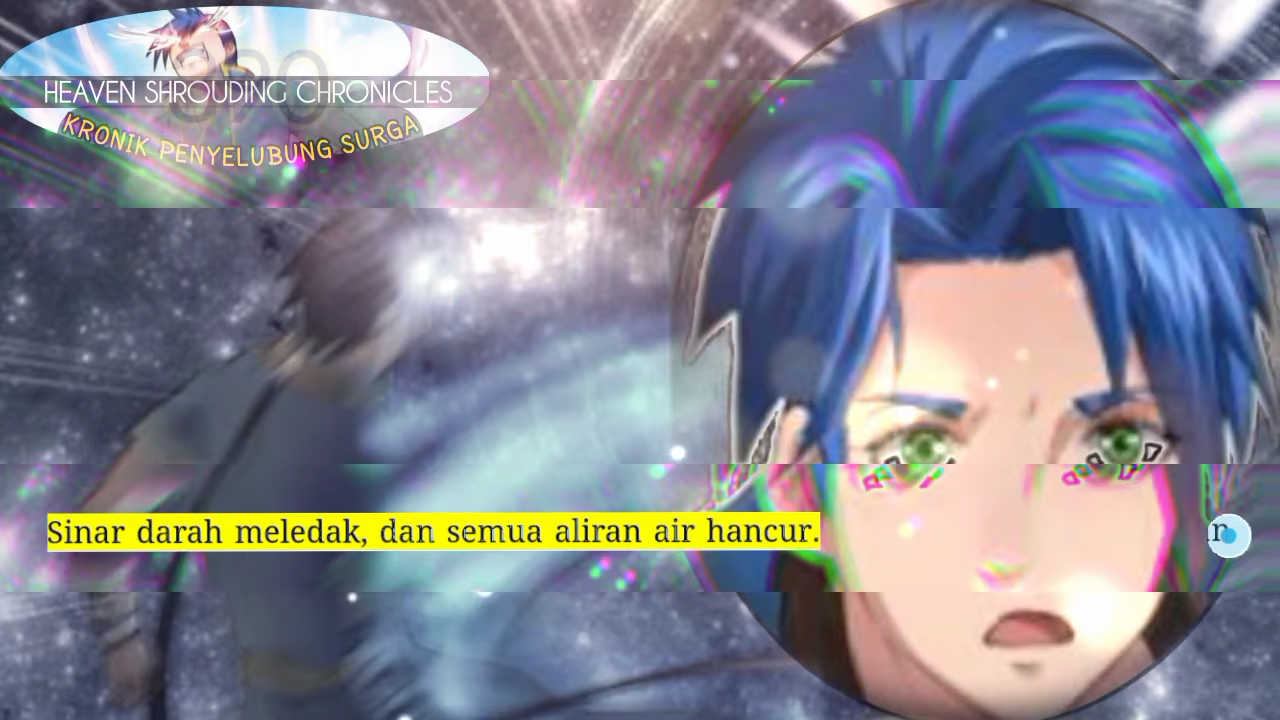 HEAVEN SHROUDING CHRONICLES
KRONIK PENYELUBUNG SURGA
Sinar darah meledak, dan semua aliran air hancur.